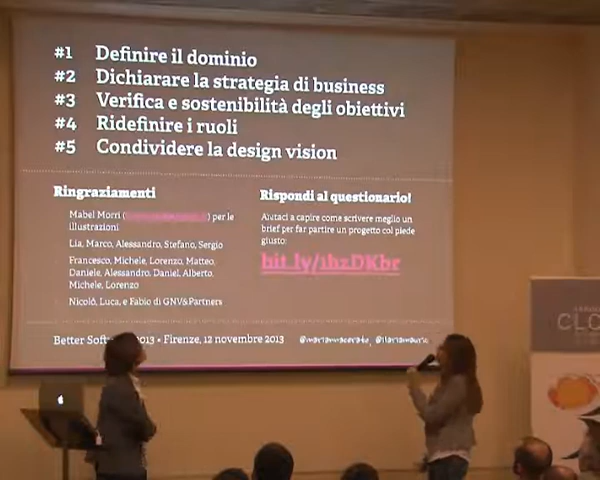 #1 Definire il dominio
#2 Dichiarare la strategia di business
#3 Verifica e sostenibilità degli obiettivi
#4 Ridefinire i ruoli
#5 Condividere la design vision
Ringraziamenti
Mabel Morri ( ) per le
illustrazioni
Lia, Marco, Alessandro, Stefano, Sergio
Francesco, Michele, Lorenzo, Matteo,
Daniele, Alessandro, Daniel, Alberto,
Michele, Lorenzo
Nicolò, Luca, e Fabio di GNV&Partners
Rispondi al questionario!
Aiutaci a capire come scrivere meglio un
brief per far partire un progetto col piede
giusto:
bit.ly/1hzDKbr
Better 2013 • Firenze, 12 novembre 2013
CLO